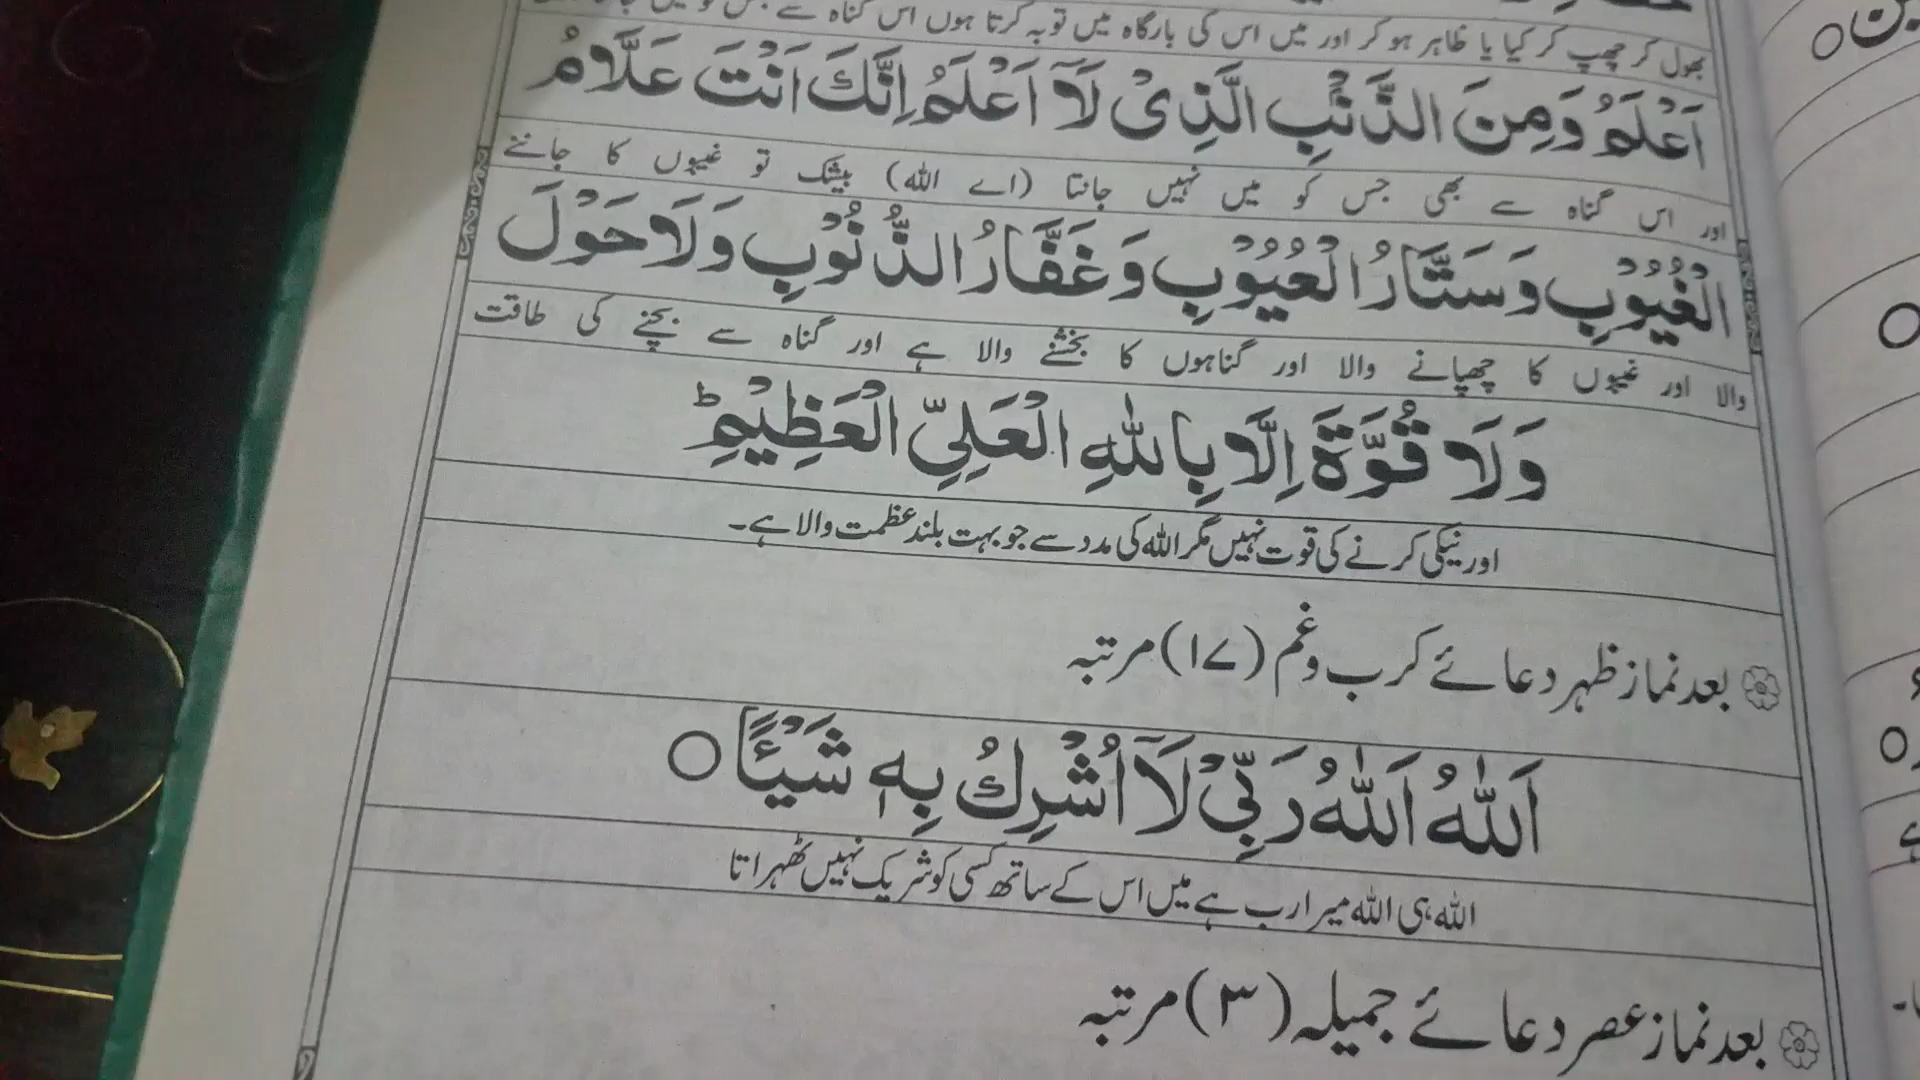 بھول کر چھپ کر کیا یا ظاہر ہو کر اور میں اس کی بارگاہ میں توبہ کرتا ہوں اس گناہ سے
اَعْلَمُ وَمِنَ الذَّنْۢبِ الَّذِیْ لَآ اَعْلَمُ اِنَّكَ اَنْتَ عَلَّامُ
اور اس گناہ سے بھی جس کو میں نہیں جانتا (اے اللہ) بیشک تو غیبوں کا جاننے
الْغُیُوْبِ وَسَتَّارُ الْعُیُوْبِ وَغَفَّارُ الذُّنُوْبِ وَلَا حَوْلَ
والا اور عیبوں کا چھپانے والا اور گناہوں کا بخشنے والا ہے اور گناہ سے بچنے کی طاقت
وَلَا قُوَّةَ اِلَّا بِاللّٰهِ الْعَلِیِّ الْعَظِیْمِؕ
اور نیکی کرنے کی قوت نہیں مگر اللہ کی مدد سے جو بہت بلند عظمت والا ہے۔
بعد نماز ظہر دعائے کرب وغم (۱۷) مرتبہ
اَللّٰهُ اَللّٰهُ رَبِّیْ لَآ اُشْرِكُ بِهٖ شَیْـًٔا ○
اللہ ہی اللہ میرا رب ہے میں اس کے ساتھ کسی کو شریک نہیں ٹھہراتا
بعد نماز عصر دعائے جمیلہ (۳) مرتبہ